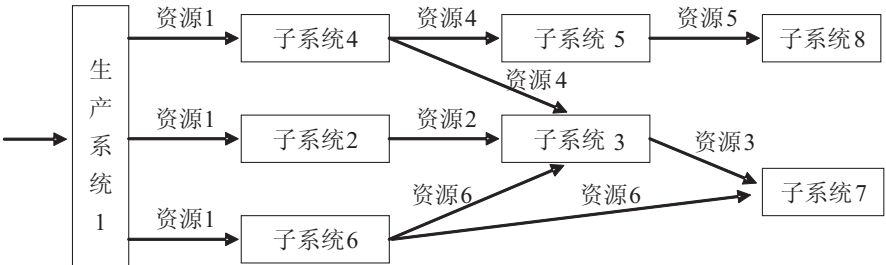 生产系统1
资源1
子系统4
资源4
子系统 5
资源5
子系统8
资源4
资源1
子系统2
资源2
子系统 3
资源3
子系统7
资源1
子系统6
资源6
资源6